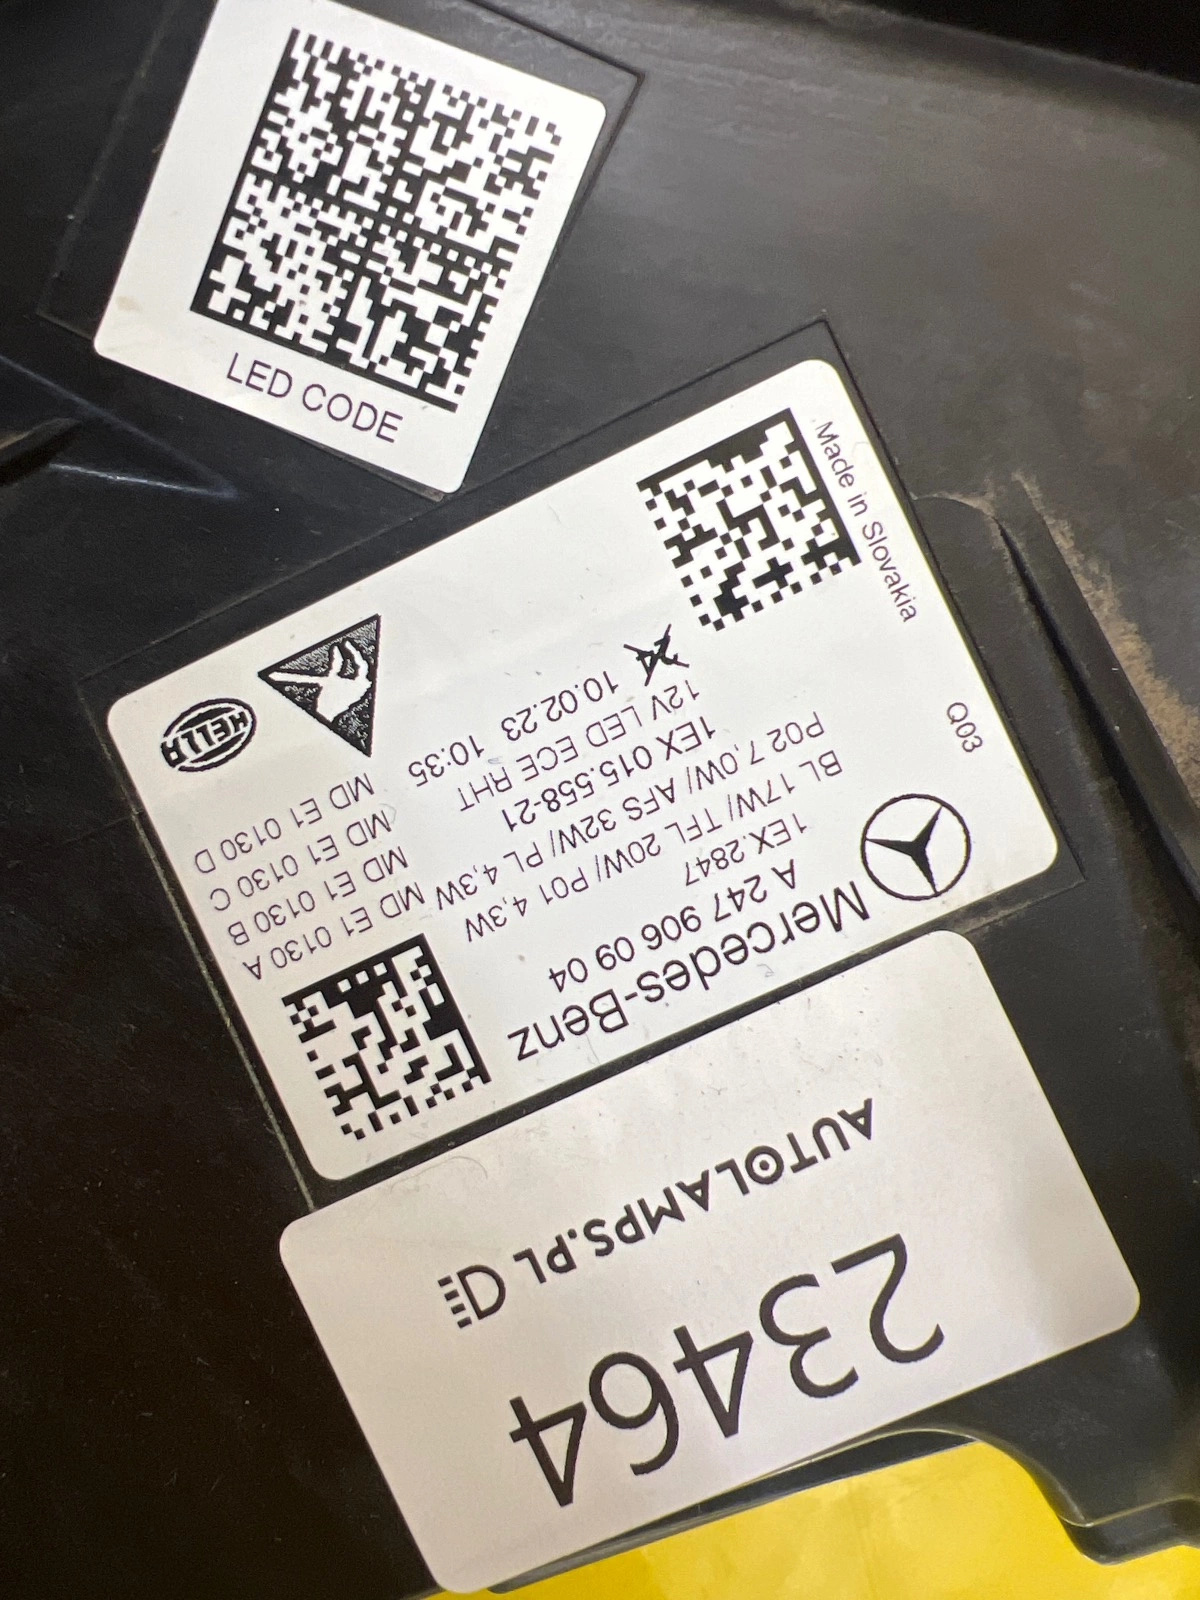 LED CODE
Made in Slovakia
Q03
Mercedes-Benz
A 247 906 09 04
1EX.2847
BL 17W/ TFL 20W/ P01 4,3W
P02 7,0W/ AFS 32W/ PL 4,3W
1EX 015.558-21
12V LED ECE RHT
10.02.23 10:35
24
MD E1 0130 A
MD E1 0130 B
MD E1 0130 C
MD E1 0130 D
HELLA
AUTOLAMPS.PL
23464